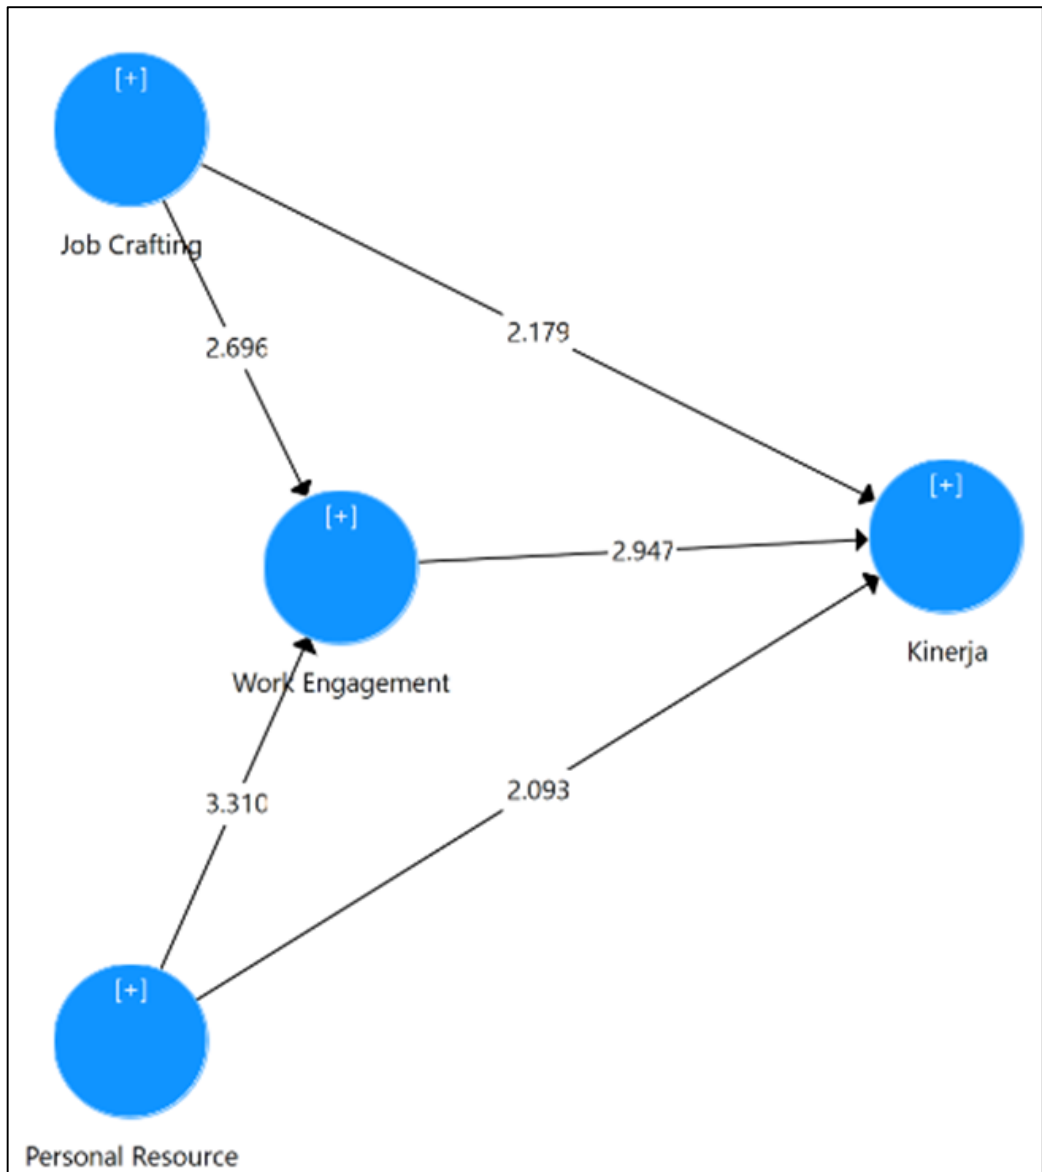 [+]
Job Crafting
2.696
2.179
[+]
Work Engagement
2.947
[+]
Kinerja
3.310
2.093
[+]
Personal Resource